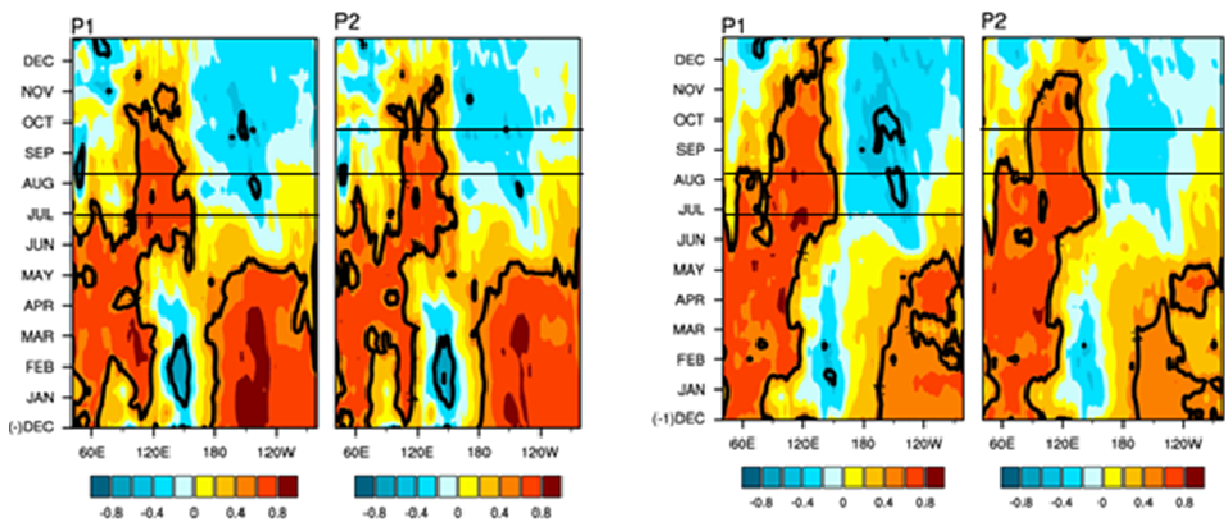 P1
P2
P1
P2
DEC
NOV
OCT
SEP
AUG
JUL
JUN
MAY
APR
MAR
FEB
JAN
(-)DEC
60E 120E 180 120W
60E 120E 180 120W
-0.8 -0.4 0 0.4 0.8
-0.8 -0.4 0 0.4 0.8
DEC
NOV
OCT
SEP
AUG
JUL
JUN
MAY
APR
MAR
FEB
JAN
(-1)DEC
60E 120E 180 120W
60E 120E 180 120W
-0.8 -0.4 0 0.4 0.8
-0.8 -0.4 0 0.4 0.8